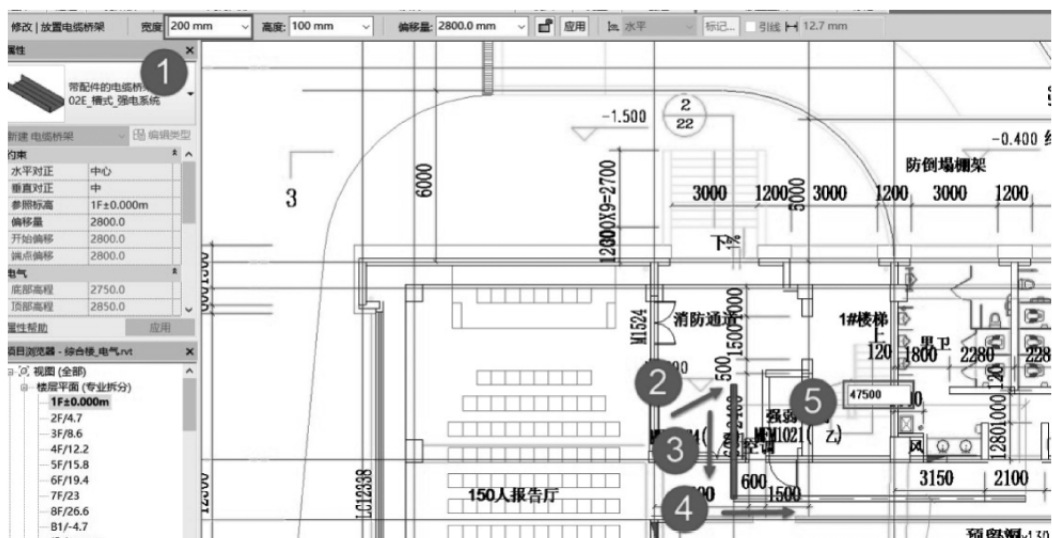 修改 | 放置电缆桥架
宽度: 200 mm
高度: 100 mm
偏移量: 2800.0 mm
应用
水平
标记...
引线
12.7 mm
属性
1
带配件的电缆桥架
02E_槽式_强电系统
新建 电缆桥架
编辑类型
约束
水平对正 中心
垂直对正 中
参照标高 1F±0.000m
偏移量 2800.0
开始偏移 2800.0
端点偏移 2800.0
电气
底部高程 2750.0
顶部高程 2850.0
属性帮助
应用
项目浏览器 - 综合楼_电气.rvt
视图 (全部)
楼层平面 (专业拆分)
1F±0.000m
2F/4.7
3F/8.6
4F/12.2
5F/15.8
6F/19.4
7F/23
8F/26.6
B1/-4.7
-1.500
2
22
-0.400
防倒塌棚架
3
6000
300X9=2700
3000
1200
5000
3000
1200
3000
1200
下
1%
M1524
消防通道
1#楼梯
上
120
1800
男卫
2280
228
500
2
3
4
5
47500
空调
600
1500
LC12338
150人报告厅
风
3150
2100